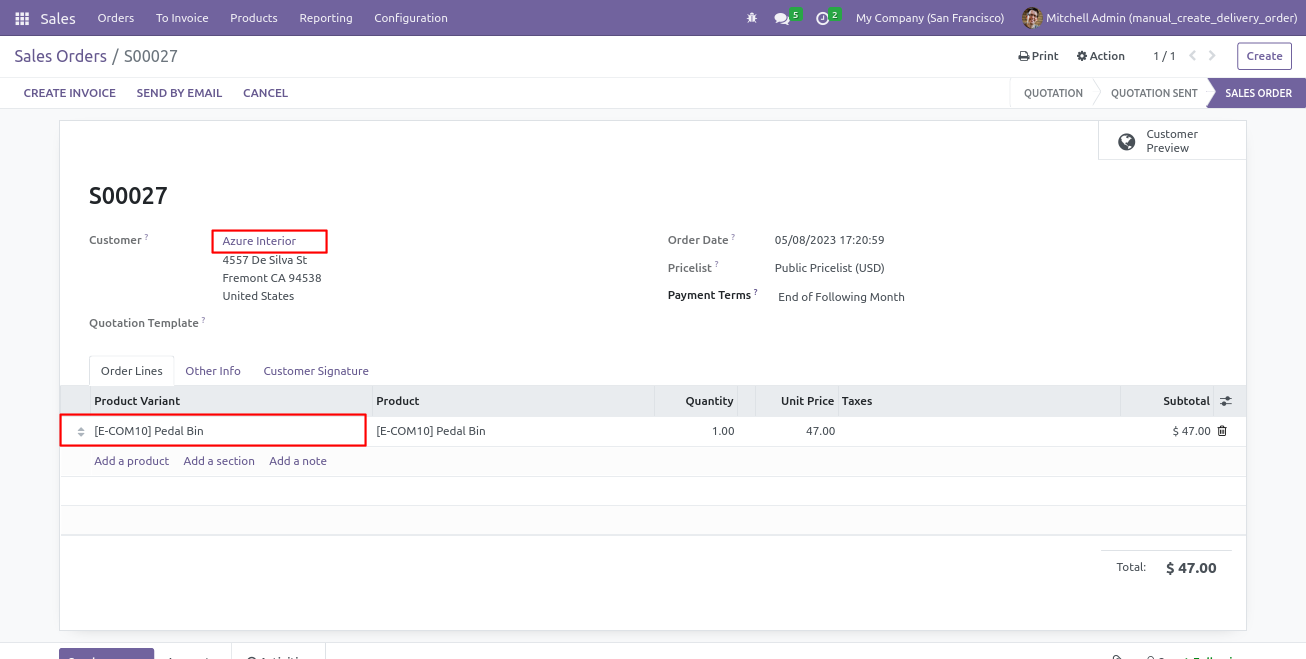 Sales Orders To Invoice Products Reporting Configuration 5 2 My Company (San Francisco) Mitchell Admin (manual_create_delivery_order)
Sales Orders / S00027 Print Action 1 / 1 Create
CREATE INVOICE SEND BY EMAIL CANCEL QUOTATION QUOTATION SENT SALES ORDER
Customer
Preview
S00027
Customer ? Azure Interior
4557 De Silva St
Fremont CA 94538
United States
Quotation Template ?
Order Date ? 05/08/2023 17:20:59
Pricelist ? Public Pricelist (USD)
Payment Terms ? End of Following Month
Order Lines Other Info Customer Signature
Product Variant Product Quantity Unit Price Taxes Subtotal
[E-COM10] Pedal Bin [E-COM10] Pedal Bin 1.00 47.00 $ 47.00
Add a product Add a section Add a note
Total: $ 47.00